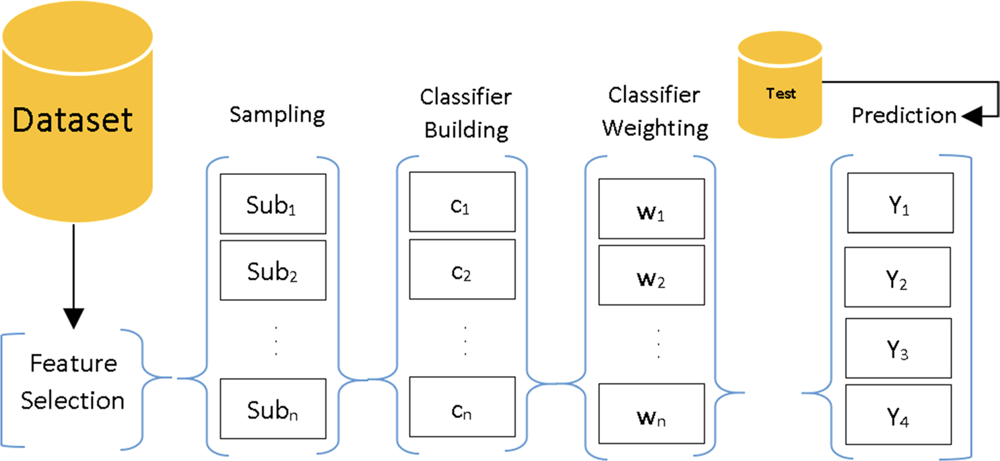 Dataset
Feature
Selection
Sampling
Sub₁
Sub₂
⋮
Subₙ
Classifier
Building
c₁
c₂
⋮
cₙ
Classifier
Weighting
w₁
w₂
⋮
wₙ
Test
Prediction
Y₁
Y₂
Y₃
Y₄